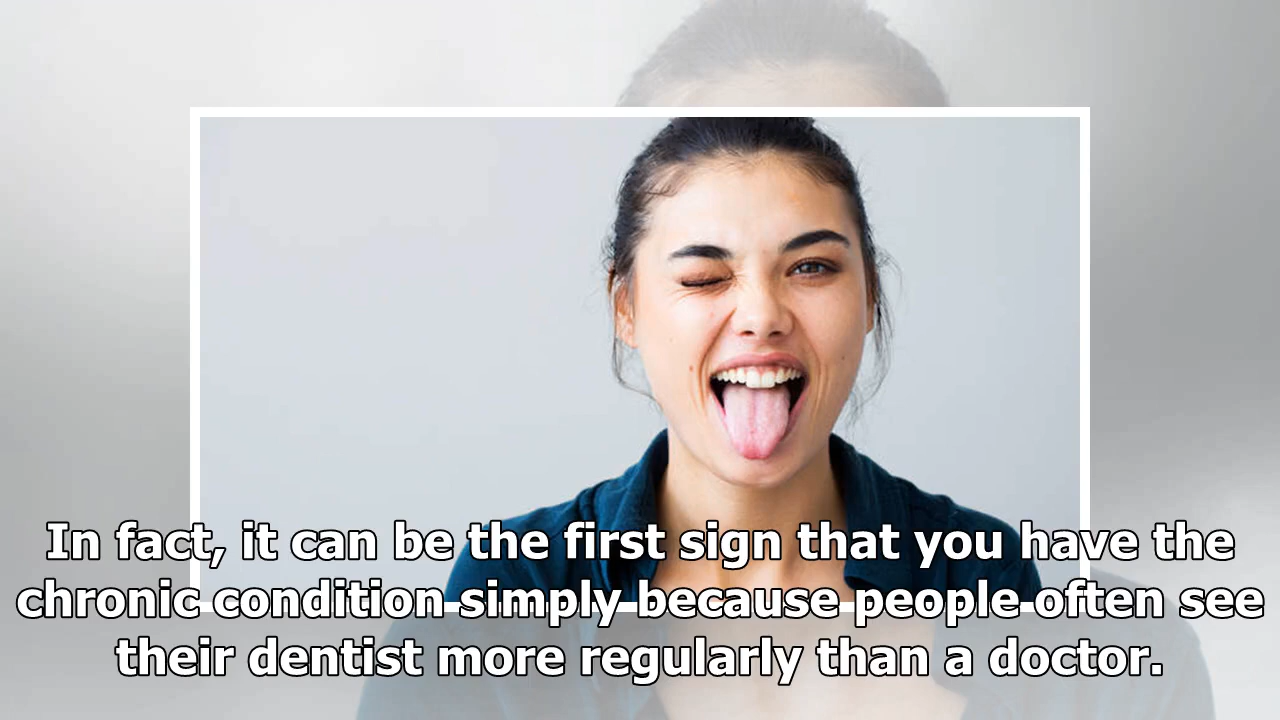 In fact, it can be the first sign that you have the
chronic condition simply because people often see
their dentist more regularly than a doctor.